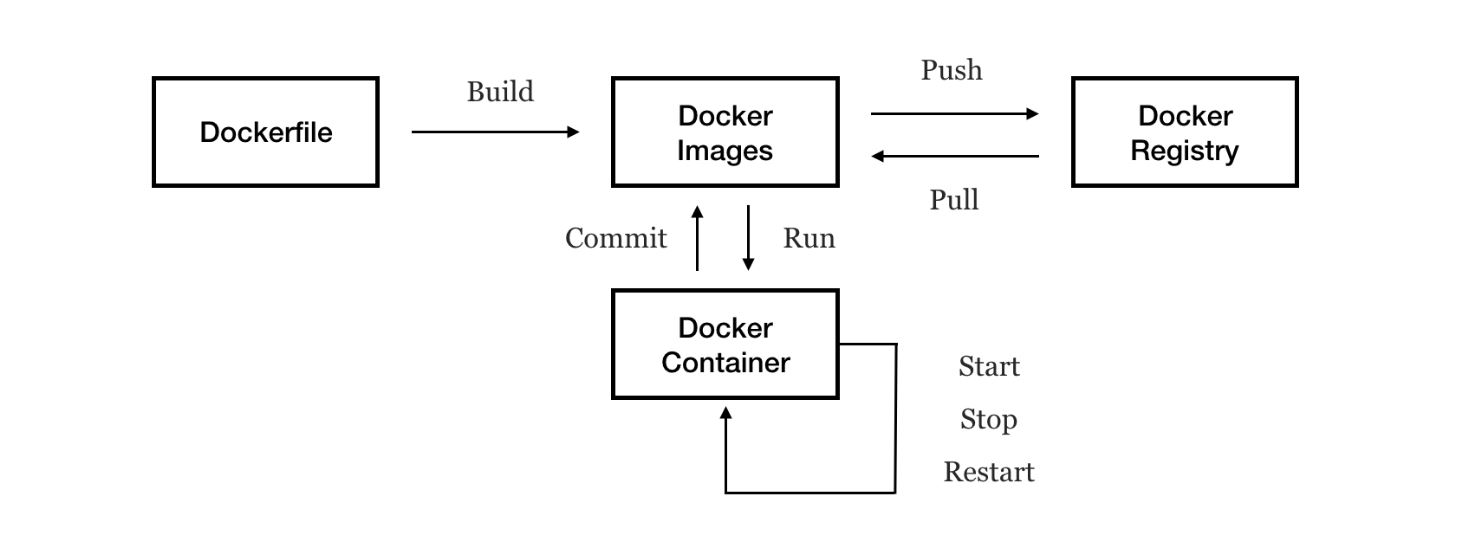 Dockerfile
Build
Docker
Images
Push
Pull
Docker
Registry
Commit
Run
Docker
Container
Start
Stop
Restart